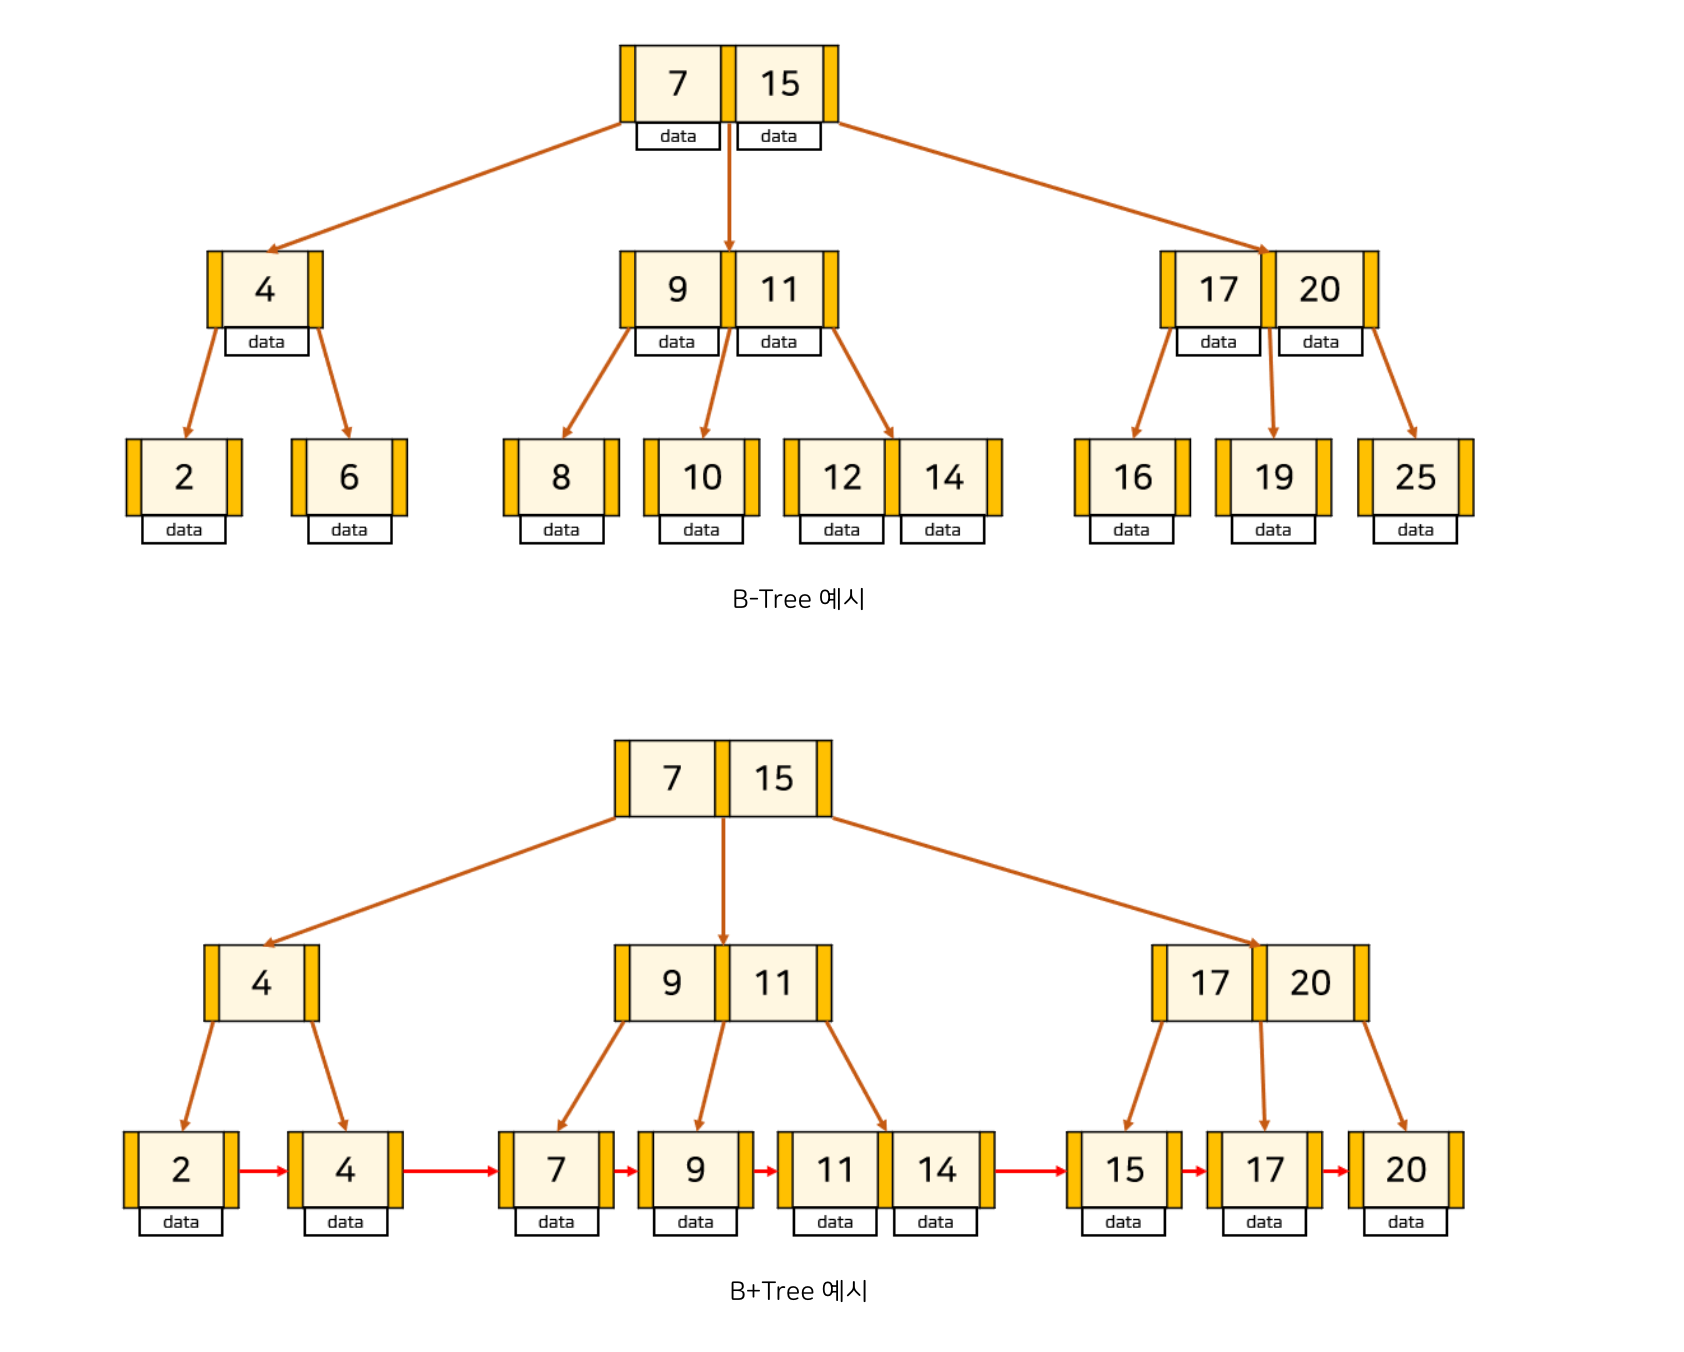 7 15
data data
4 9 11 17 20
data data data data data
2 6 8 10 12 14 16 19 25
data data data data data data data data data
B-Tree 예시
7 15
4 9 11 17 20
2 4 7 9 11 14 15 17 20
data data data data data data data data data
B+Tree 예시